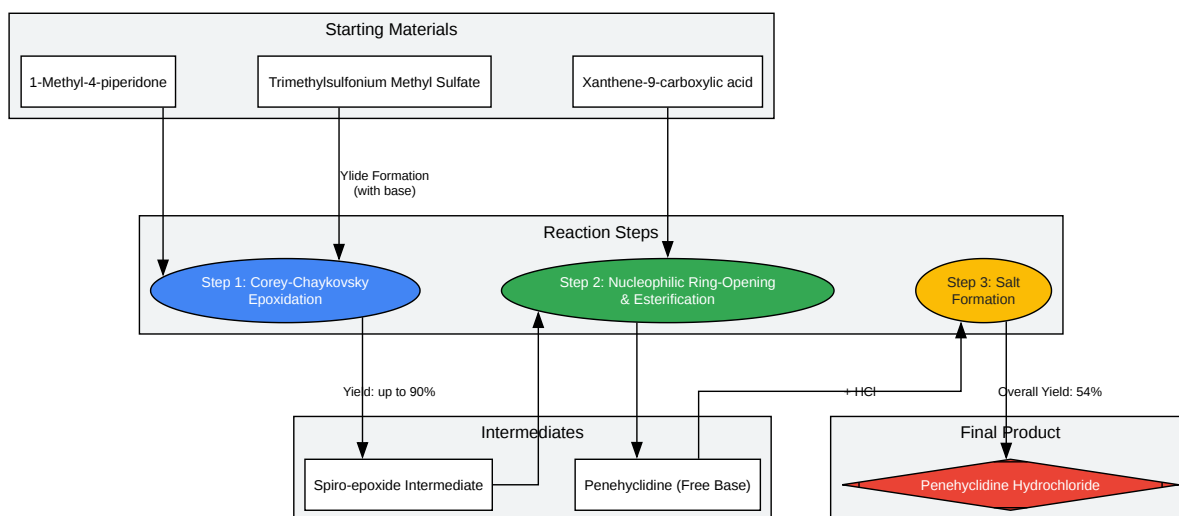 Starting Materials
1-Methyl-4-piperidone
Trimethylsulfonium Methyl Sulfate
Xanthene-9-carboxylic acid
Ylide Formation
(with base)
Reaction Steps
Step 1: Corey-Chaykovsky
Epoxidation
Step 2: Nucleophilic Ring-Opening
& Esterification
Step 3: Salt
Formation
Yield: up to 90%
+ HCl
Overall Yield: 54%
Intermediates
Final Product
Spiro-epoxide Intermediate
Penehyclidine (Free Base)
Penehyclidine Hydrochloride